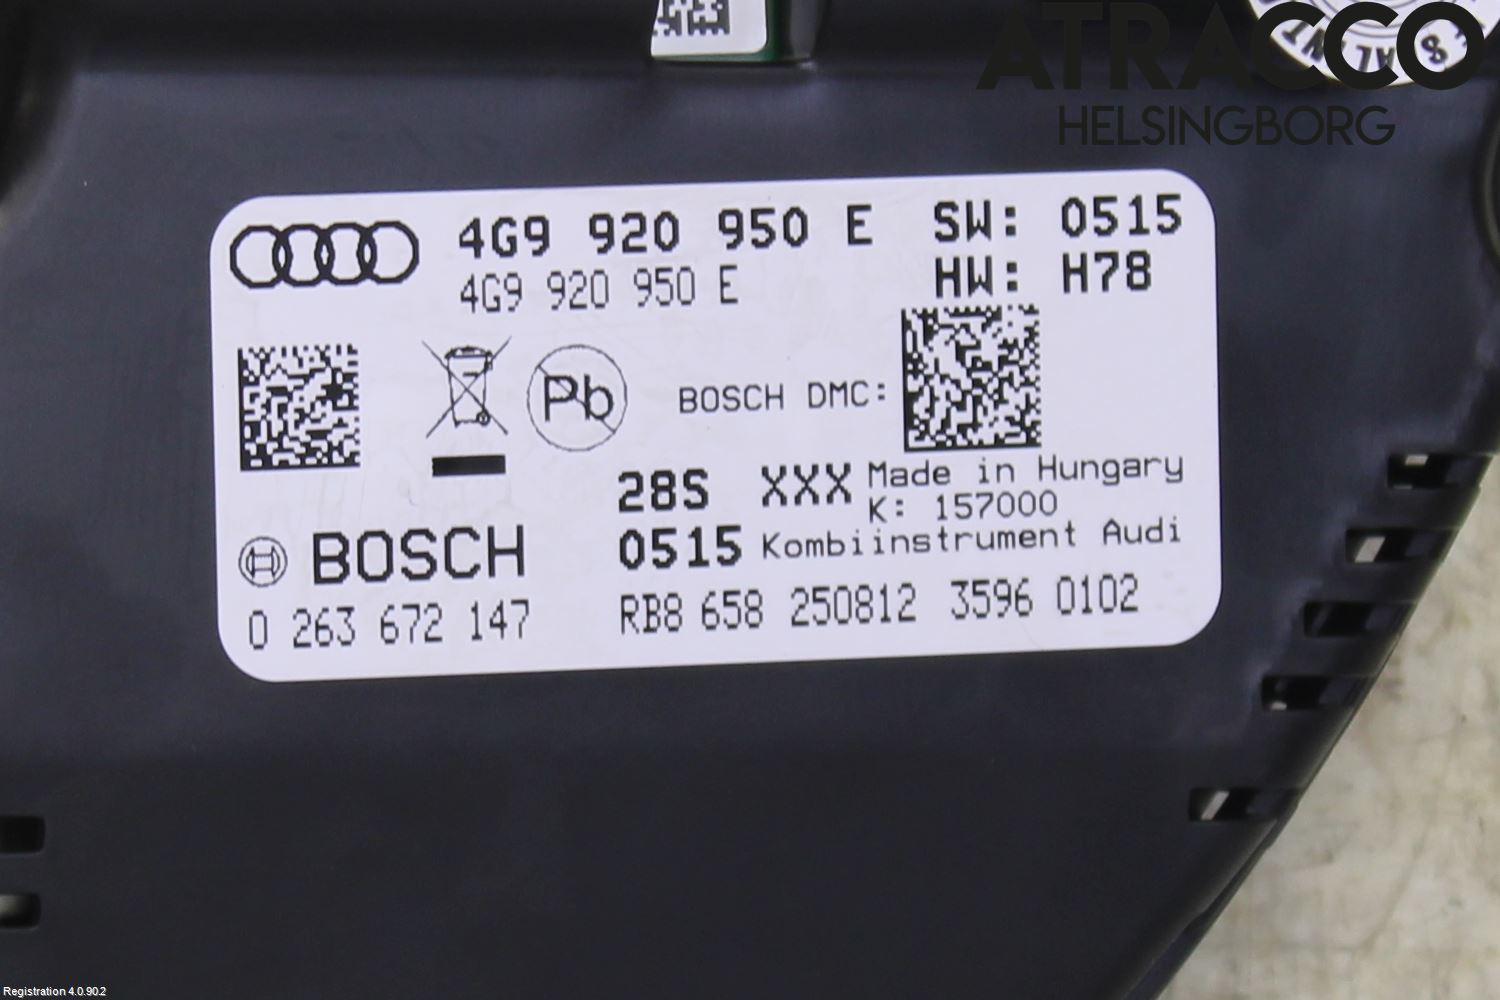 ATRACCO
HELSINGBORG
4G9 920 950 E SW: 0515
4G9 920 950 E HW: H78
Pb
BOSCH DMC:
28S XXX Made in Hungary
K: 157000
BOSCH 0515 Kombiinstrument Audi
0 263 672 147 RB8 658 250812 3596 0102
Registration 4.0.90.2